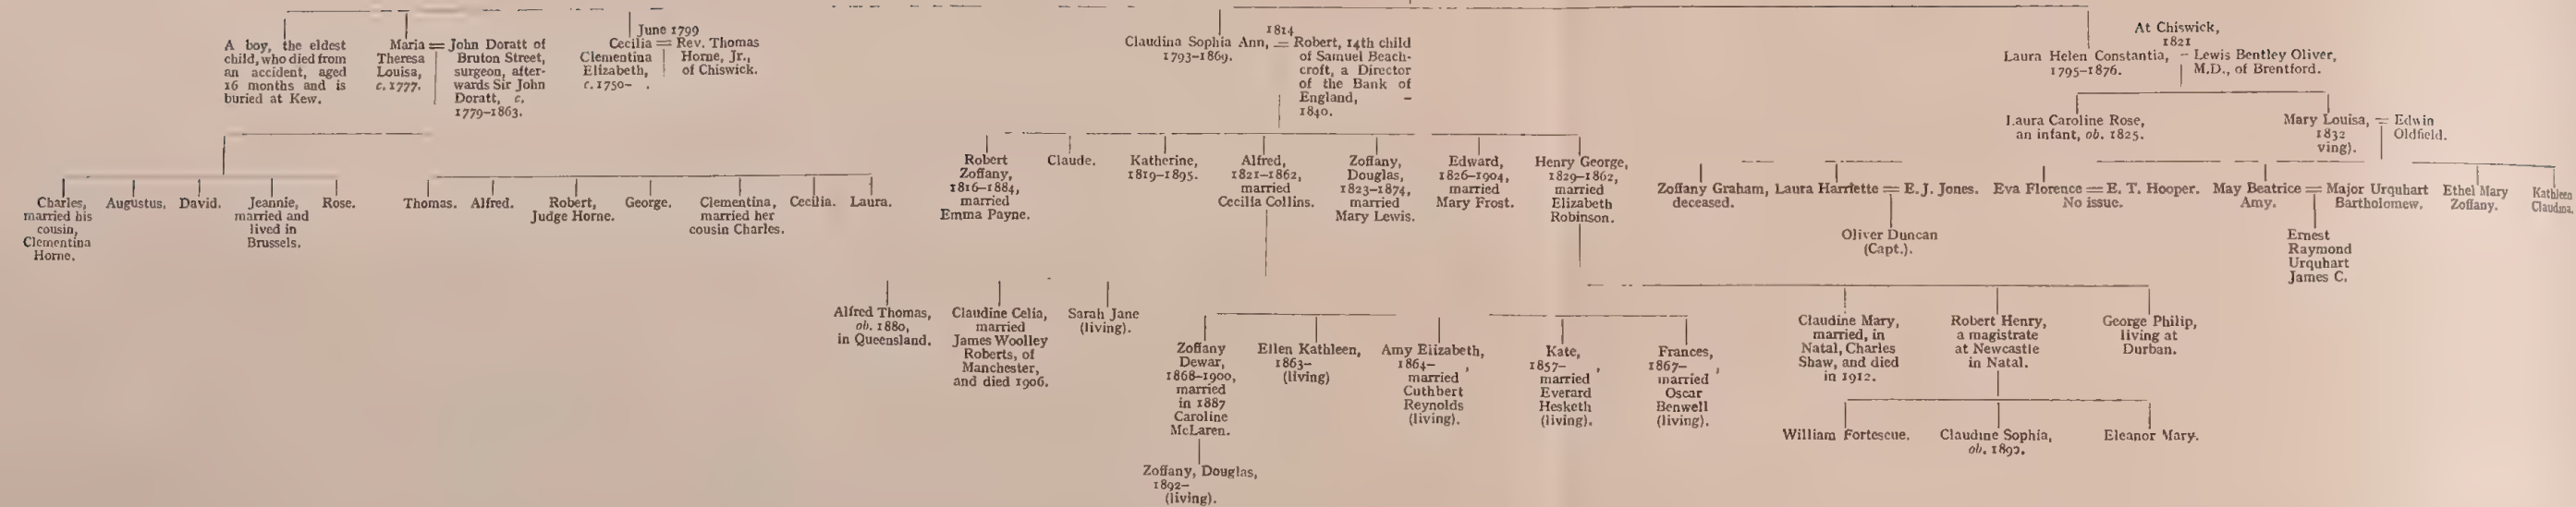 A boy, the eldest
child, who died from
an accident, aged
16 months and is
buried at Kew.
Maria
Theresa
Louisa,
c. 1777.
=
John Doratt of
Bruton Street,
surgeon, after-
wards Sir John
Doratt, c.
1779–1863.
June 1799
Cecilia
Clementina
Elizabeth,
c. 1750– .
=
Rev. Thomas
Horne, Jr.,
of Chiswick.
1814
Claudina Sophia Ann,
1793–1869.
=
Robert, 14th child
of Samuel Beach-
croft, a Director
of the Bank of
England, –
1840.
At Chiswick,
1821
Laura Helen Constantia,
1795–1876.
=
Lewis Bentley Oliver,
M.D., of Brentford.
Laura Caroline Rose,
an infant, ob. 1825.
Mary Louisa,
1832
ving).
=
Edwin
Oldfield.
Charles,
married his
cousin,
Clementina
Horne.
Augustus.
David.
Jeannie,
married and
lived in
Brussels.
Rose.
Thomas.
Alfred.
Robert,
Judge Horne.
George.
Clementina,
married her
cousin Charles.
Cecilia.
Laura.
Robert
Zoffany,
1816–1884,
married
Emma Payne.
Claude.
Katherine,
1819–1895.
Alfred,
1821–1862,
married
Cecilia Collins.
Zoffany,
Douglas,
1823–1874,
married
Mary Lewis.
Edward,
1826–1904,
married
Mary Frost.
Henry George,
1829–1862,
married
Elizabeth
Robinson.
Zoffany Graham,
deceased.
Laura Harriette = E. J. Jones.
Oliver Duncan
(Capt.).
Eva Florence = E. T. Hooper.
No issue.
May Beatrice
Amy.
=
Major Urquhart
Bartholomew.
Ernest
Raymond
Urquhart
James C.
Ethel Mary
Zoffany.
Kathleen
Claudina.
Alfred Thomas,
ob. 1880,
in Queensland.
Claudine Celia,
married
James Woolley
Roberts, of
Manchester,
and died 1906.
Sarah Jane
(living).
Zoffany
Dewar,
1868–1900,
married
in 1887
Caroline
McLaren.
Ellen Kathleen,
1863–
(living)
Amy Elizabeth,
1864– ,
married
Cuthbert
Reynolds
(living).
Kate,
1857– ,
married
Everard
Hesketh
(living).
Frances,
1867– ,
married
Oscar
Benwell
(living).
Claudine Mary,
married, in
Natal, Charles
Shaw, and died
in 1912.
Robert Henry,
a magistrate
at Newcastle
in Natal.
George Philip,
living at
Durban.
William Fortescue.
Claudine Sophia,
ob. 1890.
Eleanor Mary.
Zoffany, Douglas,
1892–
(living).